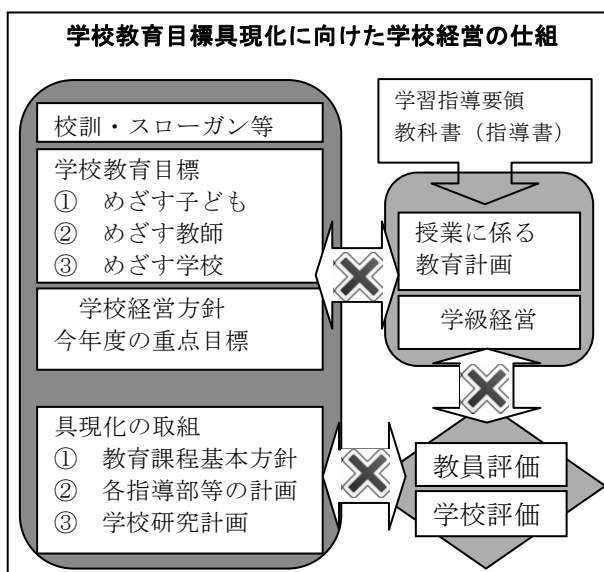 学校教育目標具現化に向けた学校経営の仕組
校訓・スローガン等
学校教育目標
① めざす子ども
② めざす教師
③ めざす学校
学校経営方針
今年度の重点目標
具現化の取組
① 教育課程基本方針
② 各指導部等の計画
③ 学校研究計画
学習指導要領
教科書（指導書）
授業に係る
教育計画
学級経営
教員評価
学校評価